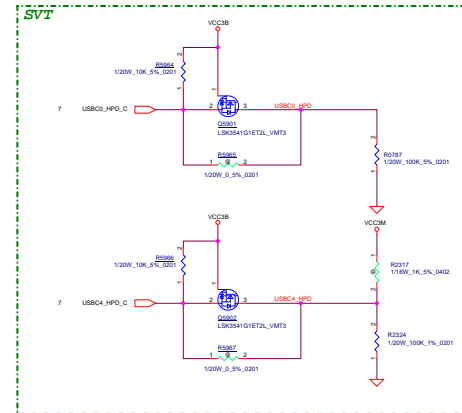 SVT
VCC3B
2
R5964
1/20W_10K_5%_0201
1
1
7
USBC0_HPD_C
2
3
USBC0_HPD
Q5901
LSK3541G1ET2L_VMT3
R5965
1
@
2
1/20W_0_5%_0201
2
R0787
1/20W_100K_5%_0201
1
VCC3B
VCC3M
2
R5966
1/20W_10K_5%_0201
1
1
1
R2317
@
1/16W_1K_5%_0402
2
7
USBC4_HPD_C
2
3
USBC4_HPD
Q5902
LSK3541G1ET2L_VMT3
R5967
1
@
2
1/20W_0_5%_0201
2
R2324
1/20W_100K_1%_0201
1